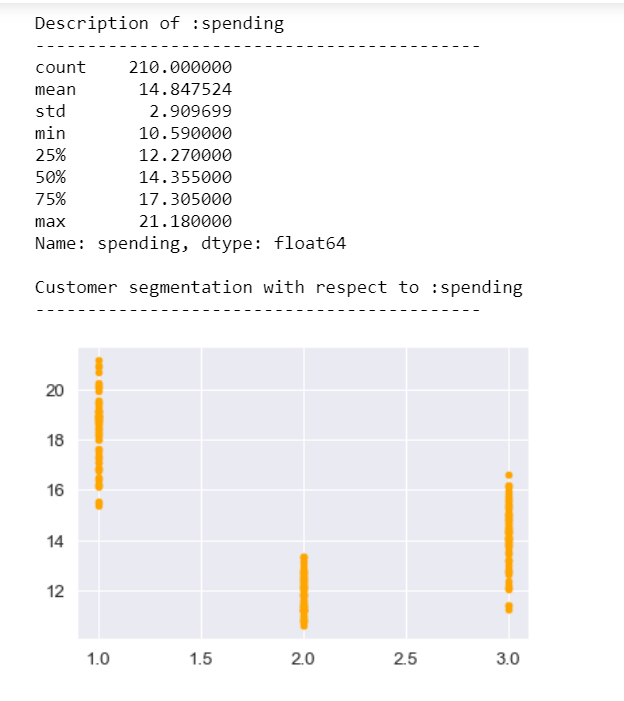 Description of :spending
-------------------------------------------
count    210.000000
mean      14.847524
std        2.909699
min       10.590000
25%       12.270000
50%       14.355000
75%       17.305000
max       21.180000
Name: spending, dtype: float64
Customer segmentation with respect to :spending
-------------------------------------------
20
18
16
14
12
1.0 1.5 2.0 2.5 3.0